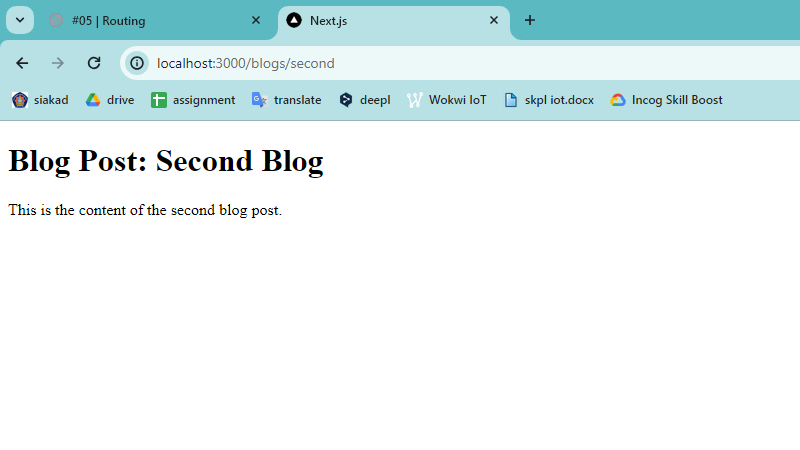 #05 | Routing
Next.js
localhost:3000/blogs/second
siakad drive assignment translate deepl Wokwi IoT skpl iot.docx Incog Skill Boost
Blog Post: Second Blog
This is the content of the second blog post.